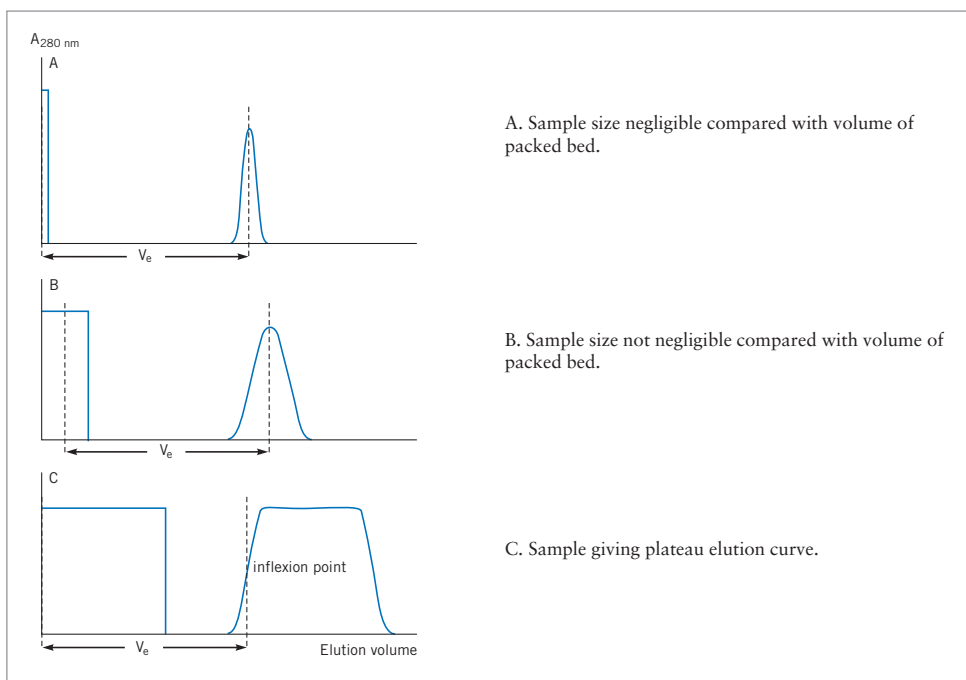 A280 nm
A
A. Sample size negligible compared with volume of
packed bed.
Ve
B
B. Sample size not negligible compared with volume of
packed bed.
Ve
C
C. Sample giving plateau elution curve.
inflexion point
Ve
Elution volume